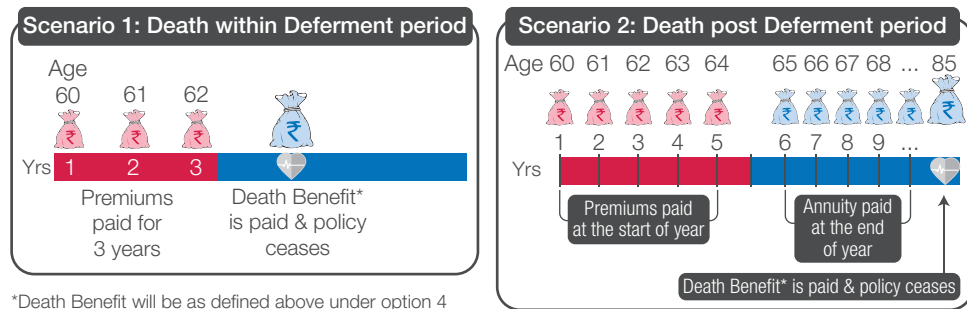 Scenario 1: Death within Deferment period
Age
60 61 62
₹ ₹ ₹ ₹
Yrs 1 2 3
Premiums
paid for
3 years
Death Benefit*
is paid & policy
ceases
*Death Benefit will be as defined above under option 4
Scenario 2: Death post Deferment period
Age 60 61 62 63 64 65 66 67 68 ... 85
₹ ₹ ₹ ₹ ₹ ₹ ₹ ₹ ₹ ₹ ₹
1 2 3 4 5 6 7 8 9 ...
Yrs
Premiums paid
at the start of year
Annuity paid
at the end
of year
Death Benefit* is paid & policy ceases